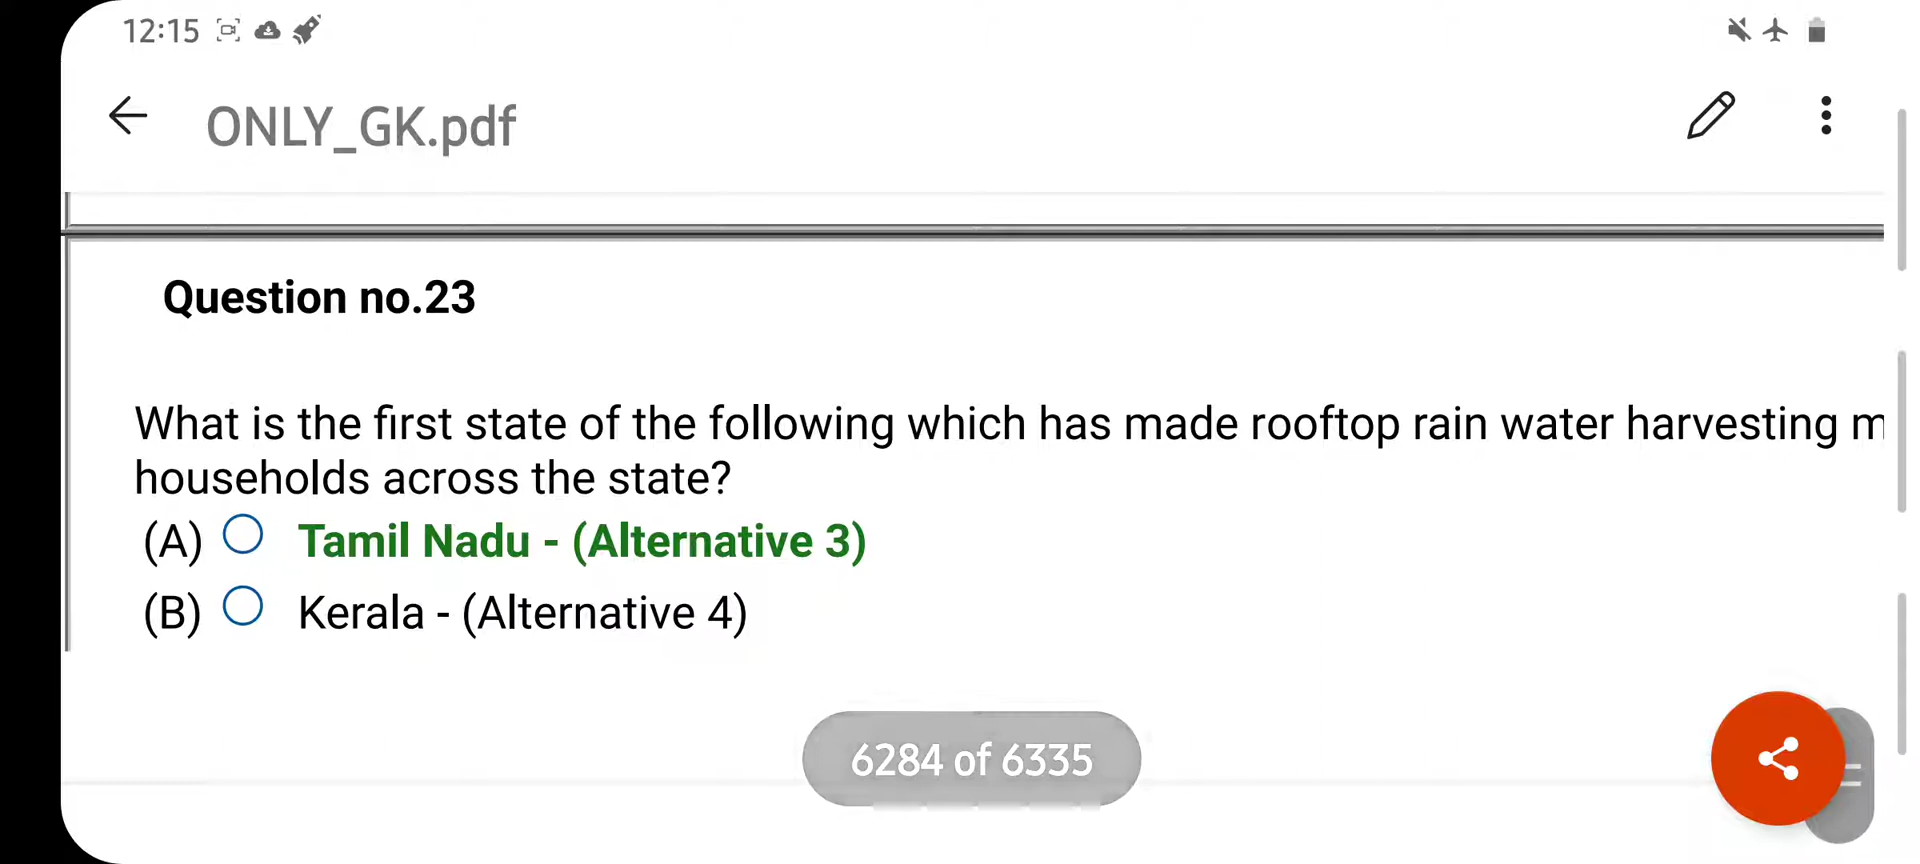 12:15
ONLY_GK.pdf
Question no.23
What is the first state of the following which has made rooftop rain water harvesting m
households across the state?
(A) Tamil Nadu - (Alternative 3)
(B) Kerala - (Alternative 4)
6284 of 6335